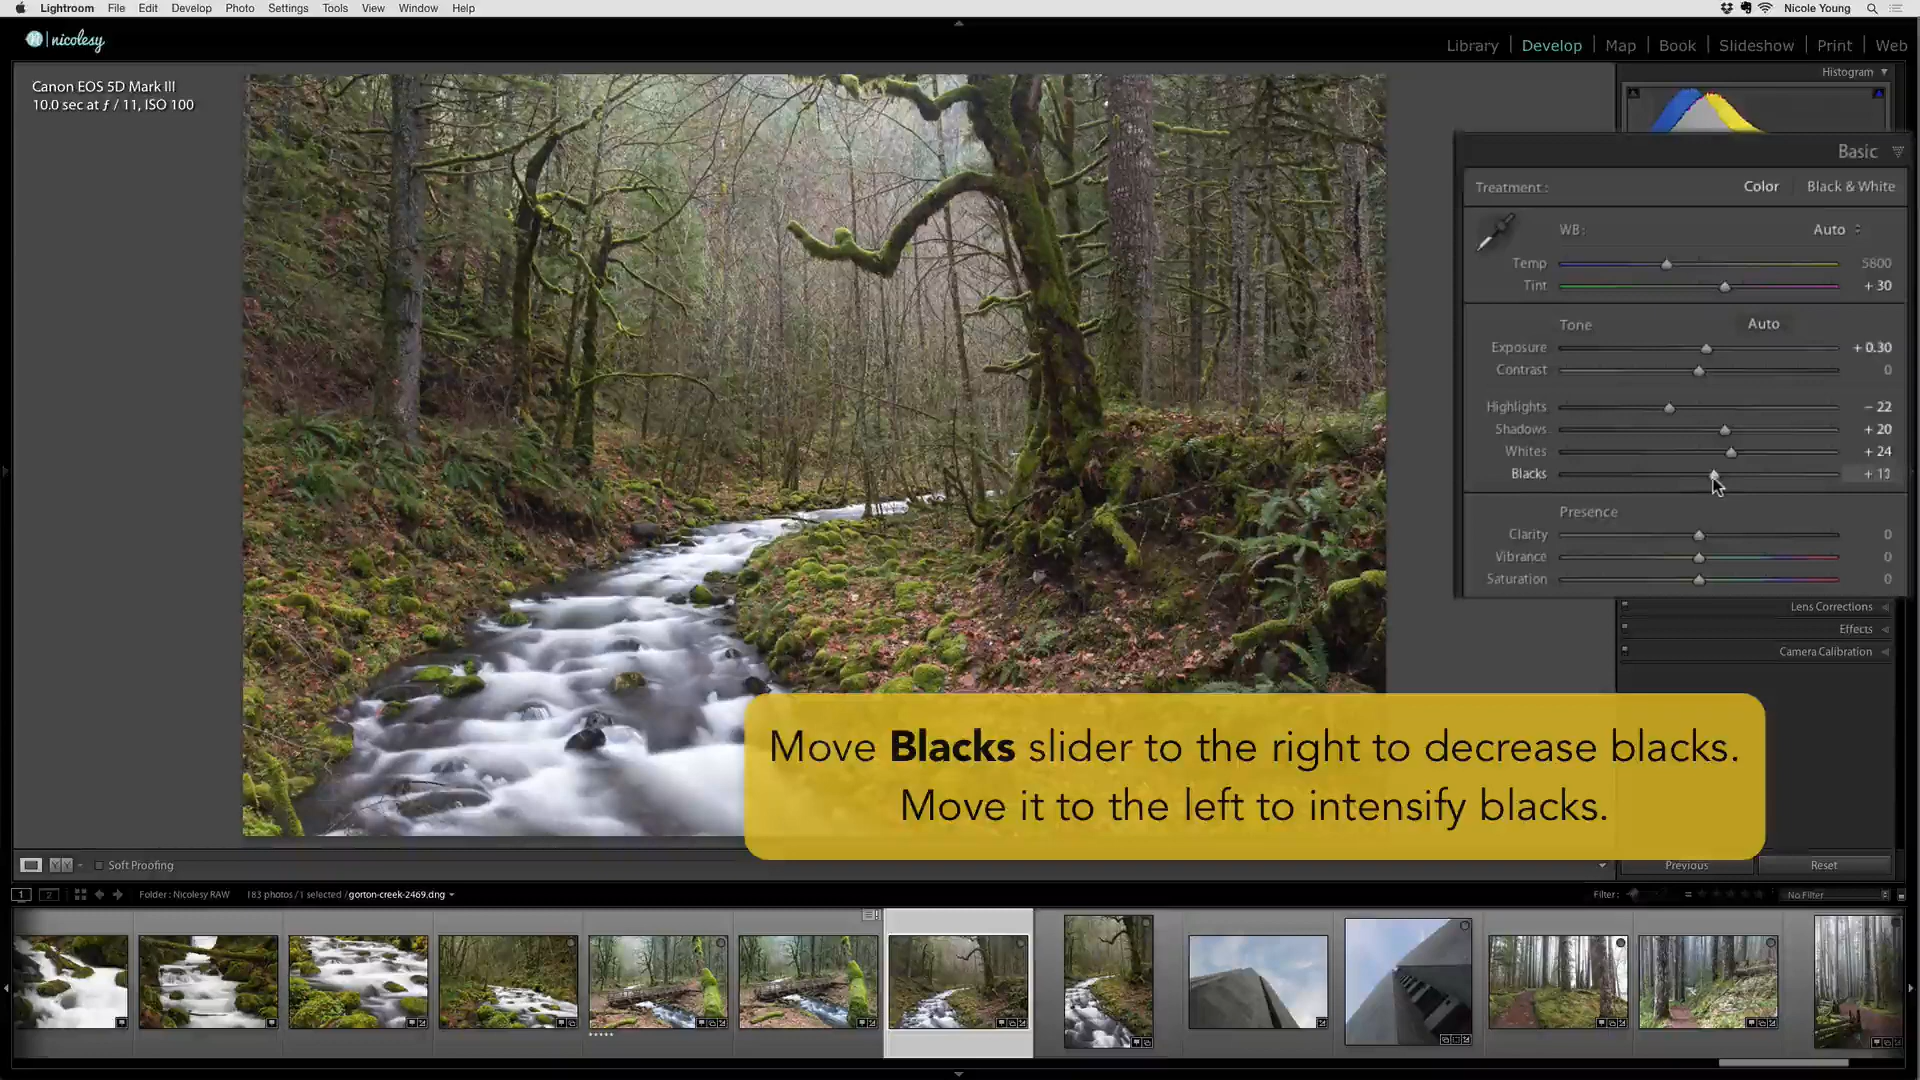 Lightroom File Edit Develop Photo Settings Tools View Window Help Nicole Young
n | nicolesy
Library | Develop | Map | Book | Slideshow | Print | Web
Canon EOS 5D Mark III
10.0 sec at ƒ / 11, ISO 100
Histogram
Basic
Treatment : Color Black & White
WB: Auto
Temp 5800
Tint + 30
Tone Auto
Exposure + 0.30
Contrast 0
Highlights − 22
Shadows + 20
Whites + 24
Blacks
Presence
Clarity 0
Vibrance 0
Saturation 0
Lens Corrections
Effects
Camera Calibration
Move Blacks slider to the right to decrease blacks.
Move it to the left to intensify blacks.
Y Y Soft Proofing Previous Reset
1 2 Folder : Nicolesy RAW 183 photos / 1 selected / gorton-creek-2469.dng Filter : No Filter